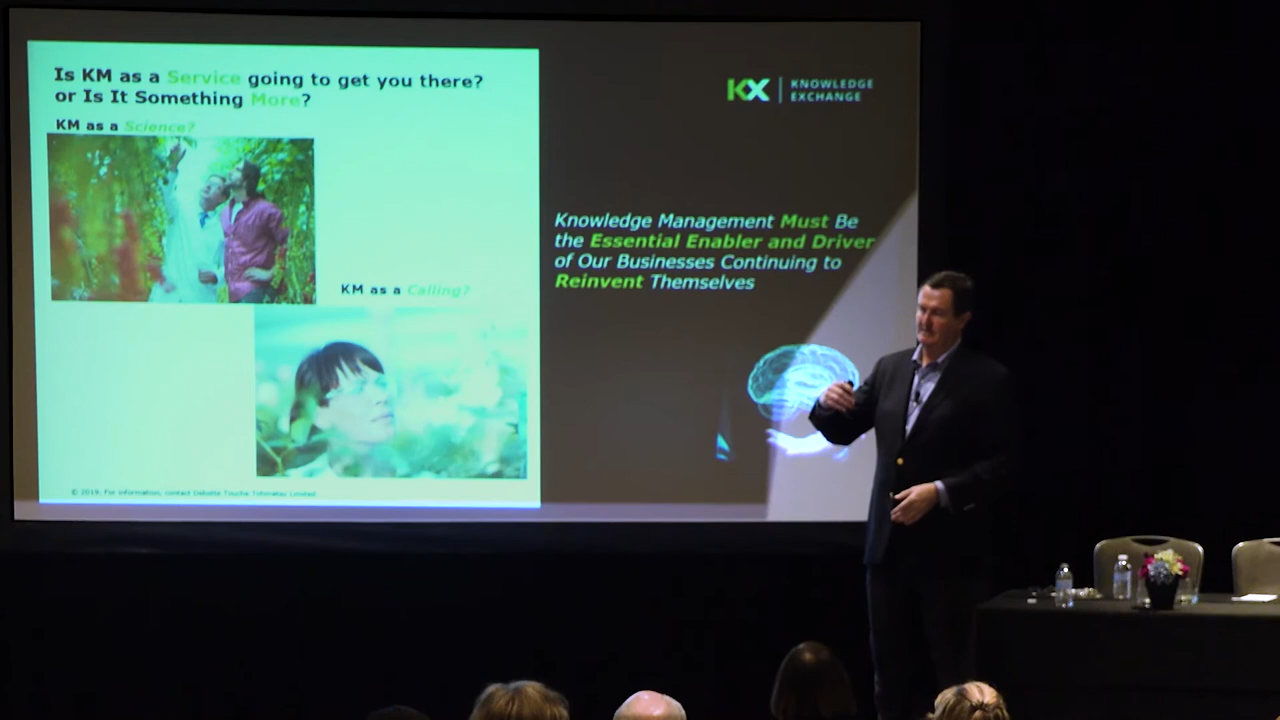 Is KM as a Service going to get you there?
or Is It Something More?
KM as a Science?
KM as a Calling?
© 2019. For information, contact Deloitte Touche Tohmatsu Limited.
KX KNOWLEDGE
EXCHANGE
Knowledge Management Must Be
the Essential Enabler and Driver
of Our Businesses Continuing to
Reinvent Themselves